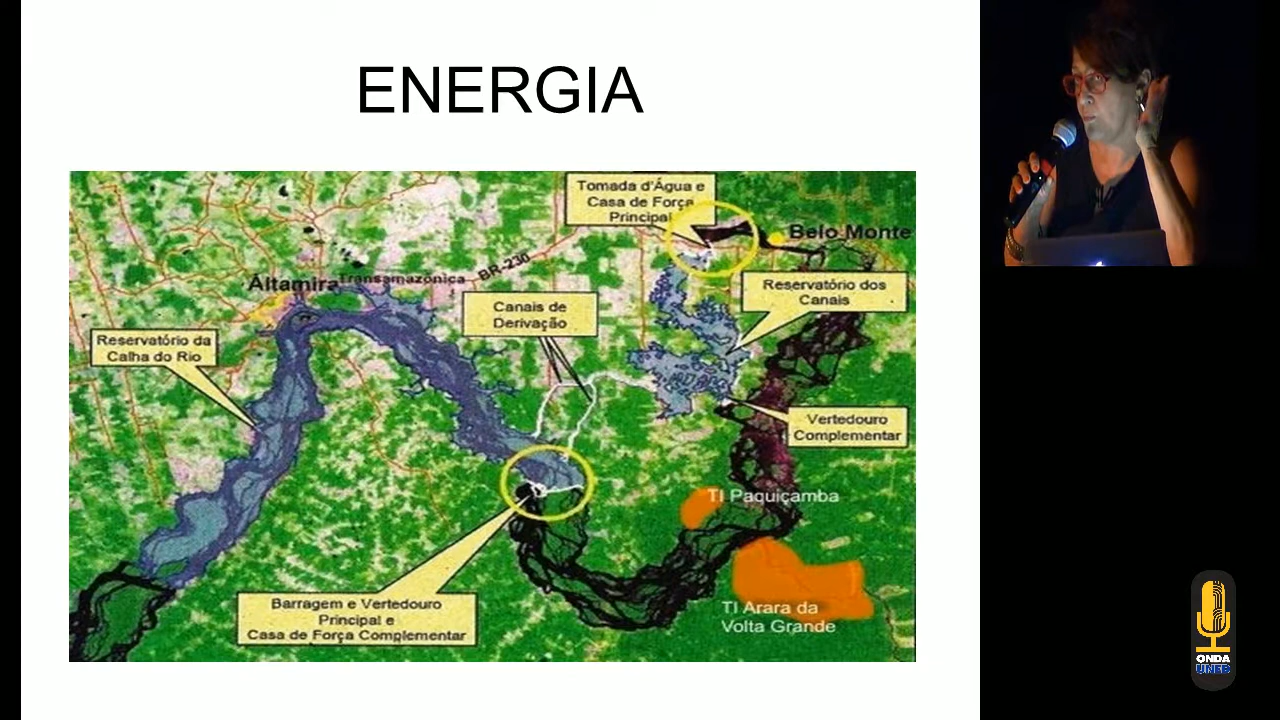 ENERGIA
Tomada d'Água e
Casa de Força
Principal
Belo Monte
BR-230
Transamazônica
Altamira
Reservatório dos
Canais
Canais de
Derivação
Reservatório da
Calha do Rio
Vertedouro
Complementar
TI Paquiçamba
Barragem e Vertedouro
Principal e
Casa de Força Complementar
TI Arara da
Volta Grande
ONDA
UNEB